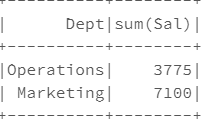 +----------+--------+
|      Dept|sum(Sal)|
+----------+--------+
|Operations|    3775|
| Marketing|    7100|
+----------+--------+